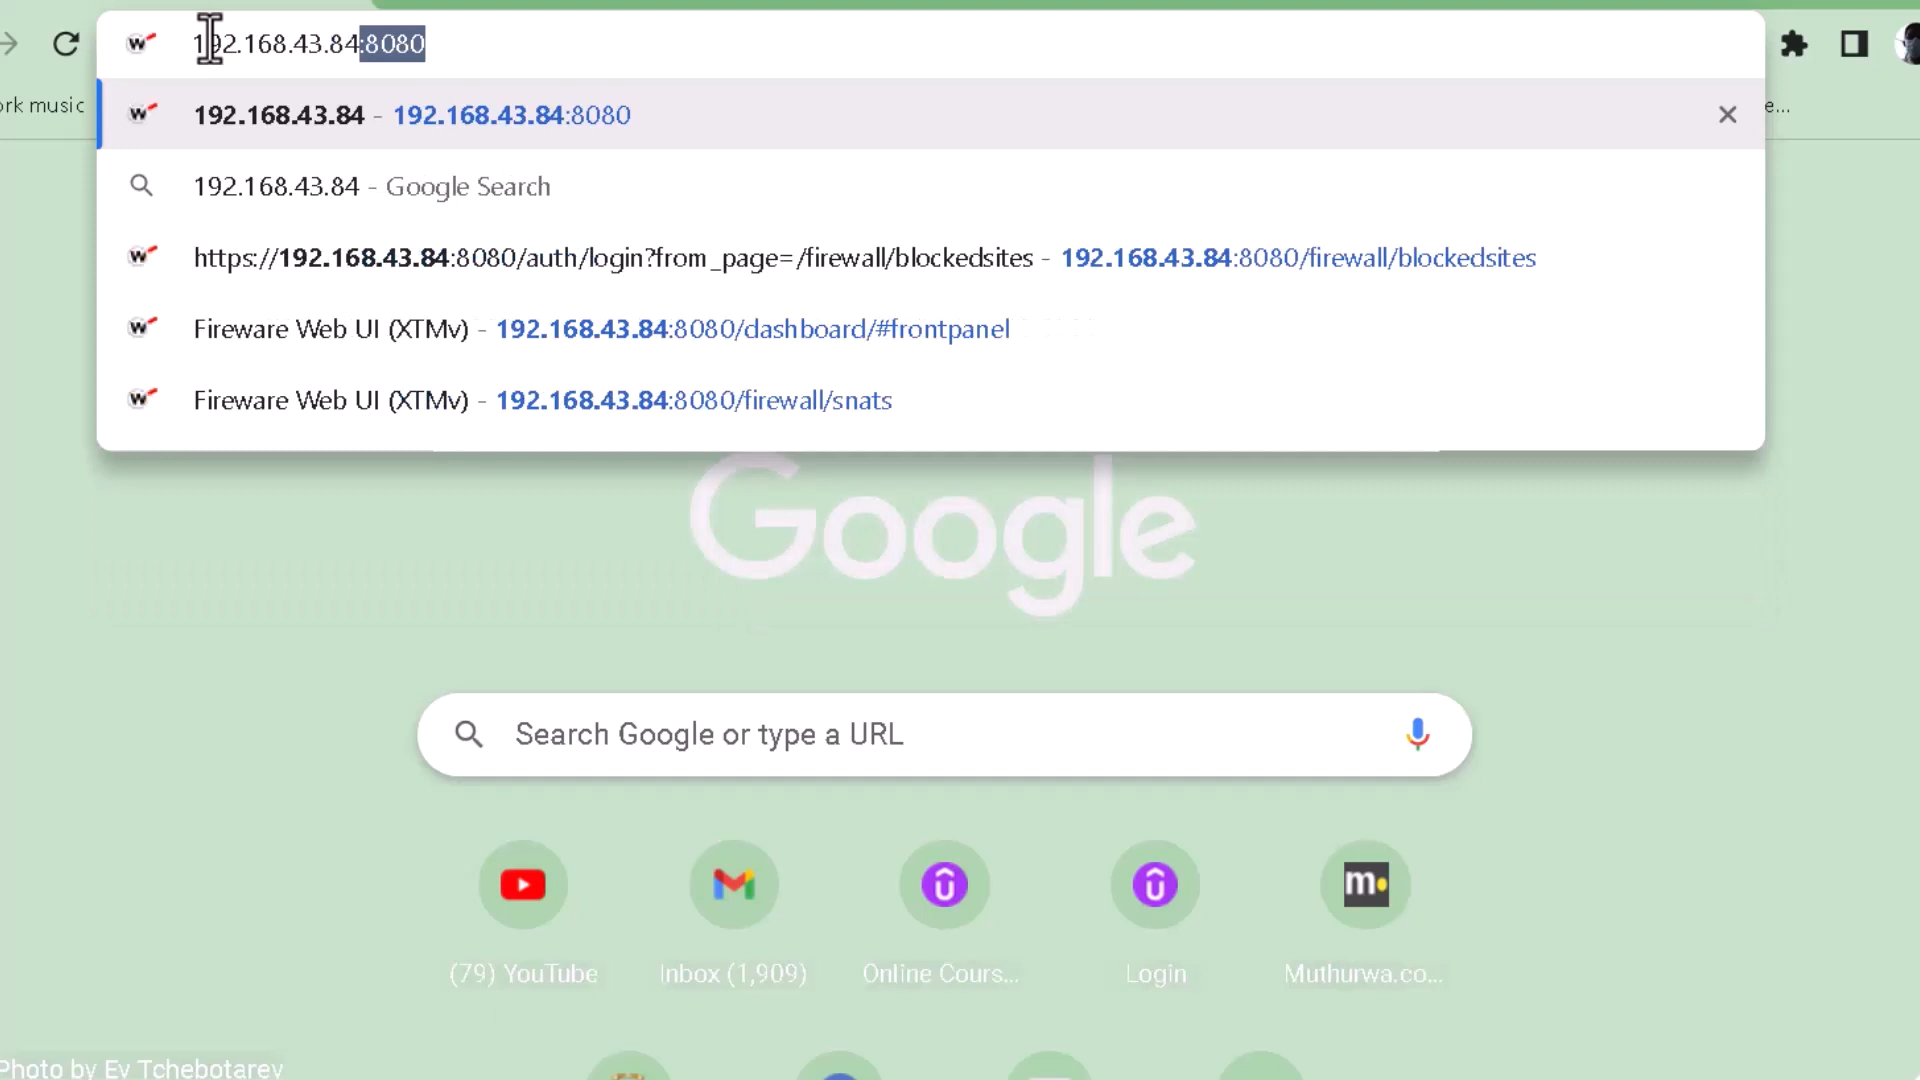 192.168.43.84:8080
ork music
192.168.43.84 - 192.168.43.84:8080
e...
192.168.43.84 - Google Search
https://192.168.43.84:8080/auth/login?from_page=/firewall/blockedsites - 192.168.43.84:8080/firewall/blockedsites
Fireware Web UI (XTMv) - 192.168.43.84:8080/dashboard/#frontpanel
Fireware Web UI (XTMv) - 192.168.43.84:8080/firewall/snats
Google
Search Google or type a URL
m
(79) YouTube
Inbox (1,909)
Online Cours...
Login
Muthurwa.co...
Photo by Ev Tchebotarev